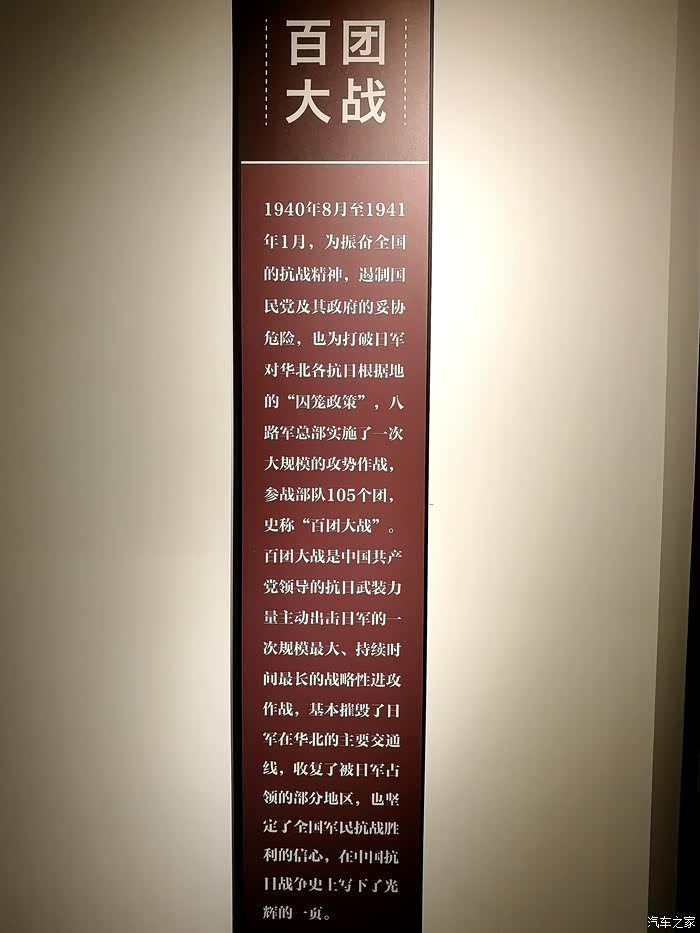 百团
大战
1940年8月至1941
年1月，为振奋全国
的抗战精神，遏制国
民党及其政府的妥协
危险，也为打破日军
对华北各抗日根据地
的“囚笼政策”，八
路军总部实施了一次
大规模的攻势作战，
参战部队105个团，
史称“百团大战”。
百团大战是中国共产
党领导的抗日武装力
量主动出击日军的一
次规模最大、持续时
间最长的战略性进攻
作战，基本摧毁了日
军在华北的主要交通
线，收复了被日军占
领的部分地区，也坚
定了全国军民抗战胜
利的信心，在中国抗
日战争史上写下了光
辉的一页。
汽车之家